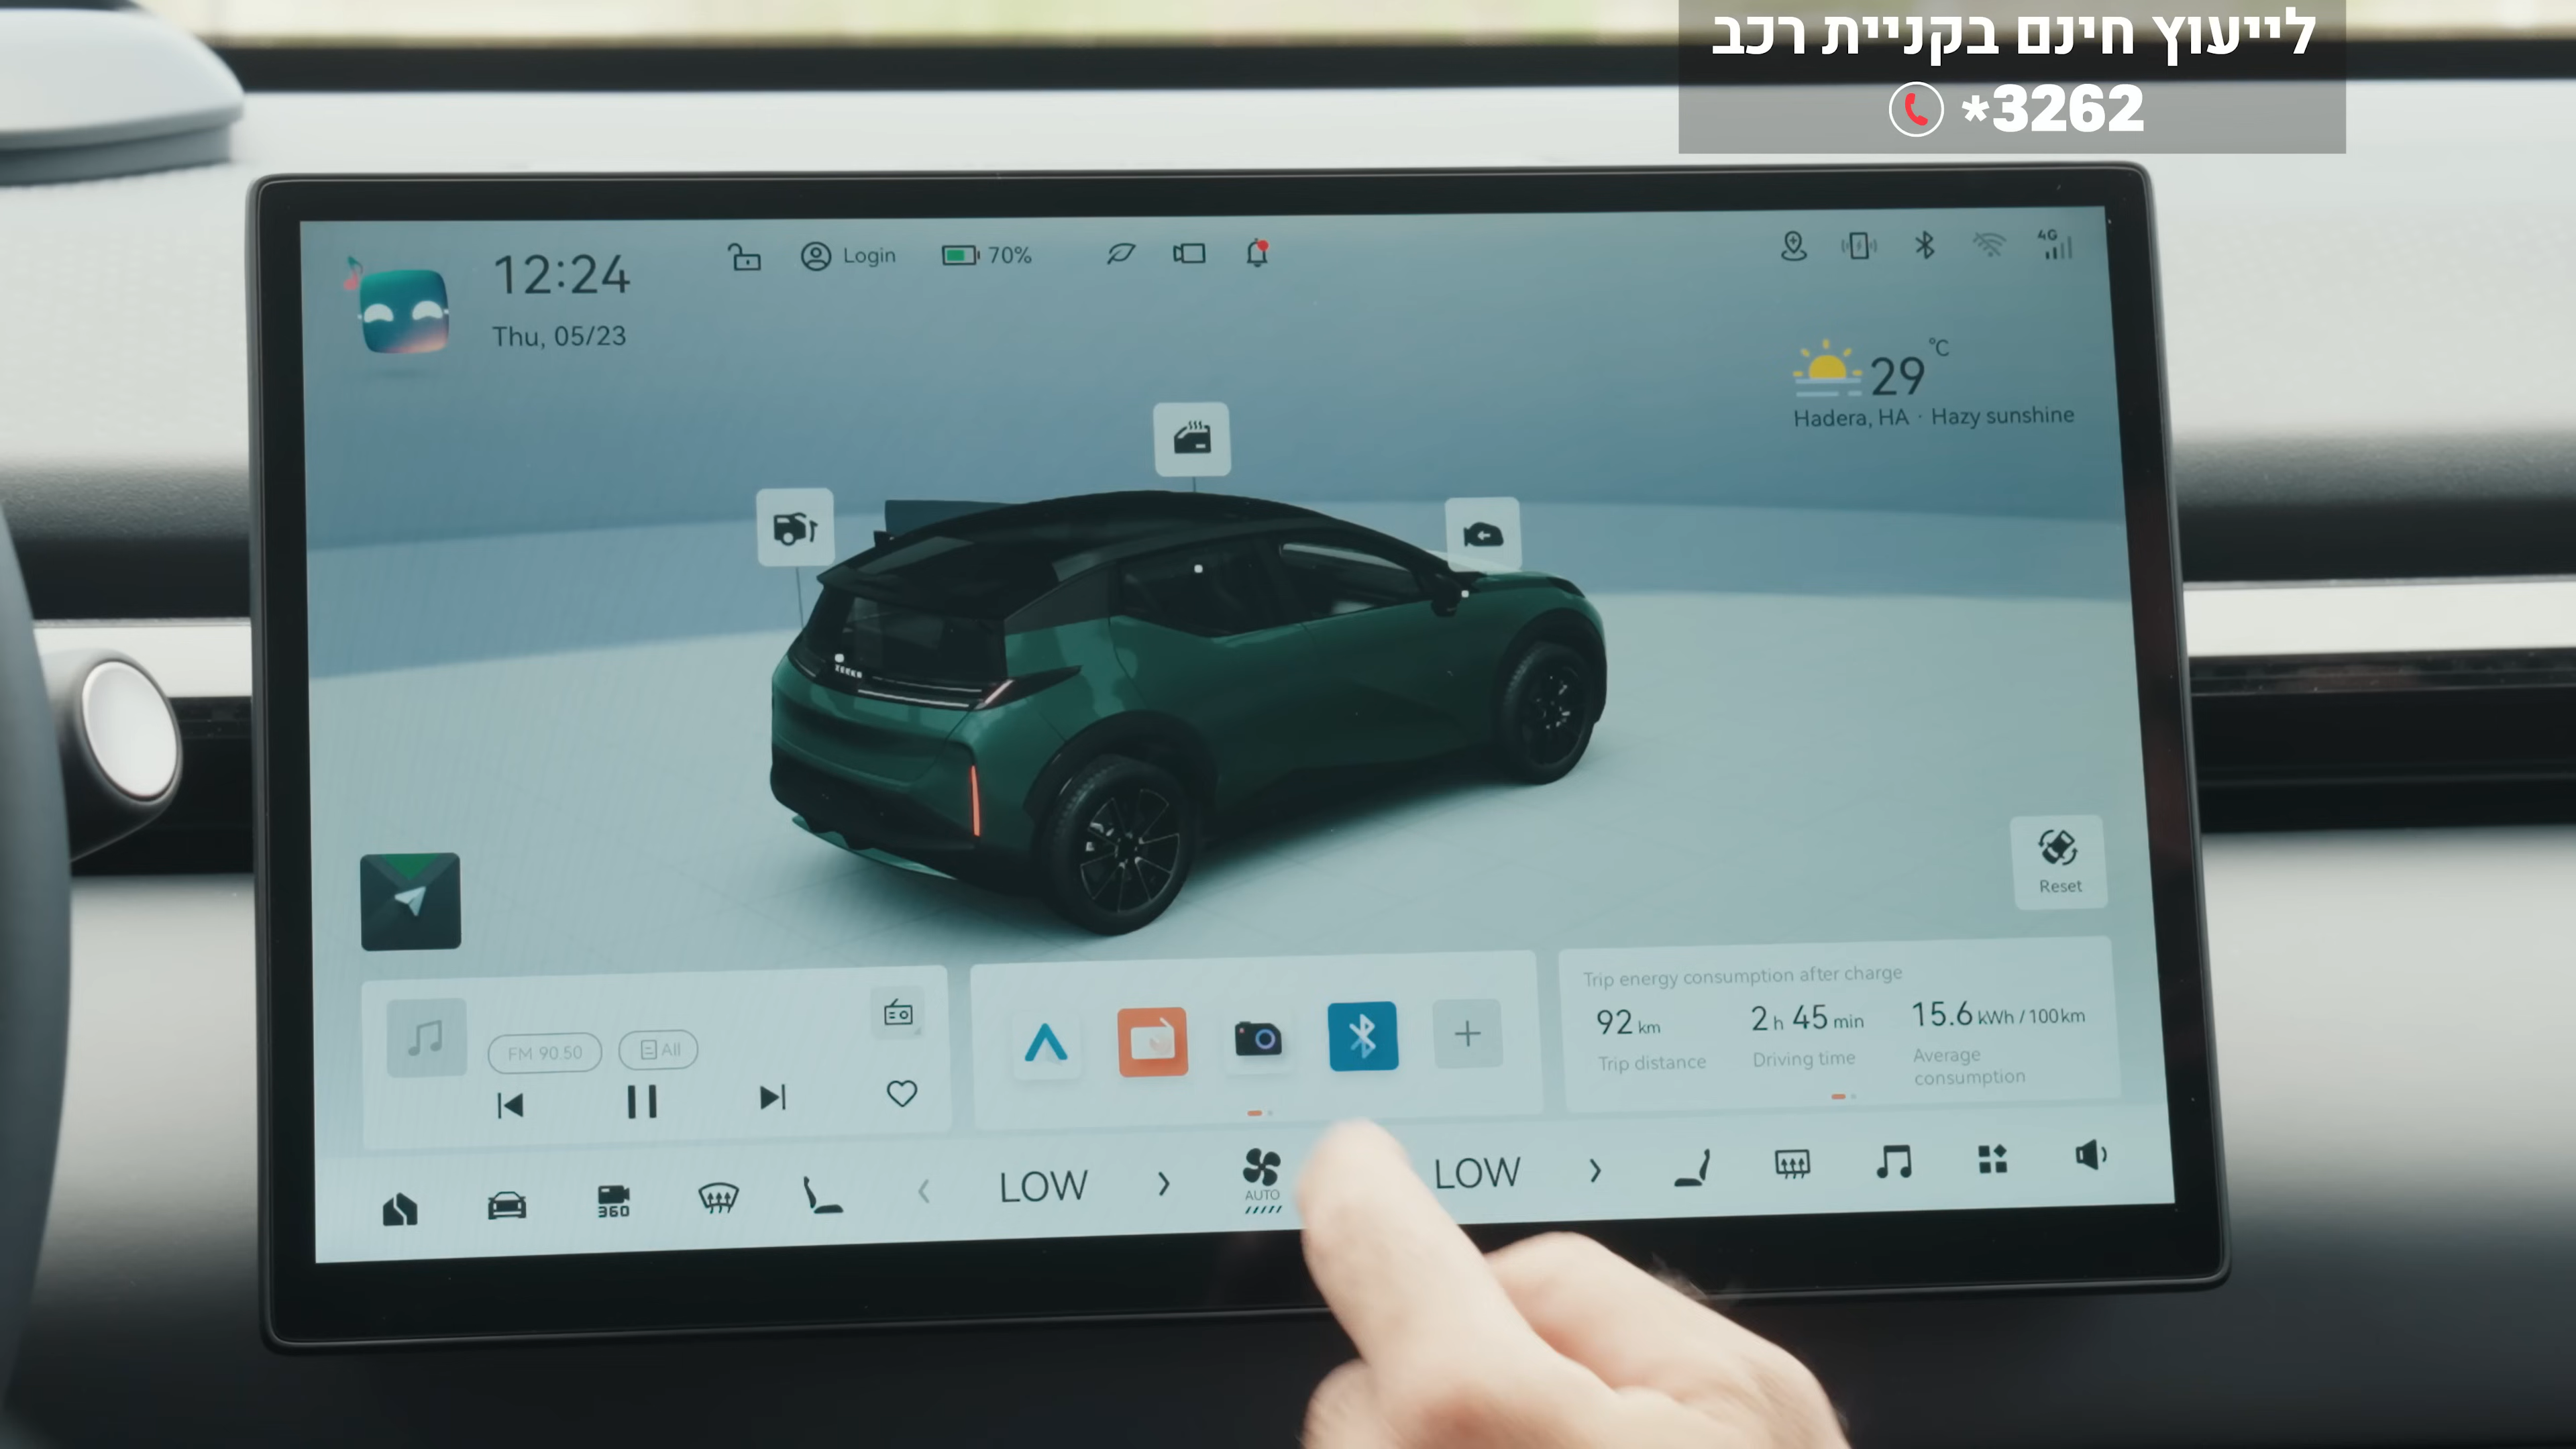 לייעוץ חינם בקניית רכב
*3262
12:24
Thu, 05/23
Login
70%
4G
29 °C
Hadera, HA · Hazy sunshine
ZEEKR
Reset
FM 90.50
All
Trip energy consumption after charge
92 km
2 h 45 min
15.6 kWh / 100km
Trip distance
Driving time
Average
consumption
360
LOW
AUTO
LOW